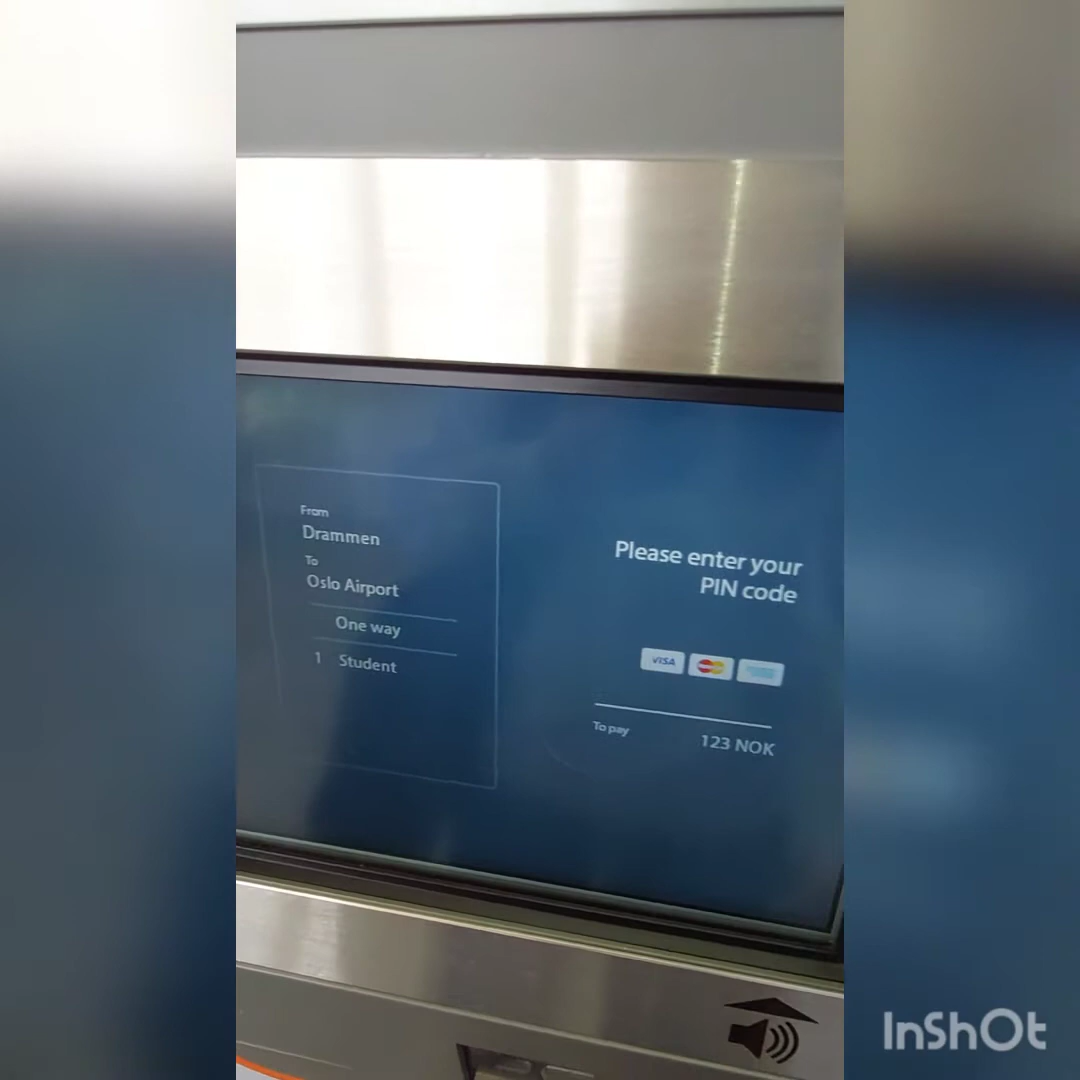 From
Drammen
To
Oslo Airport
One way
1 Student
Please enter your
PIN code
VISA
To pay
123 NOK
InShOt